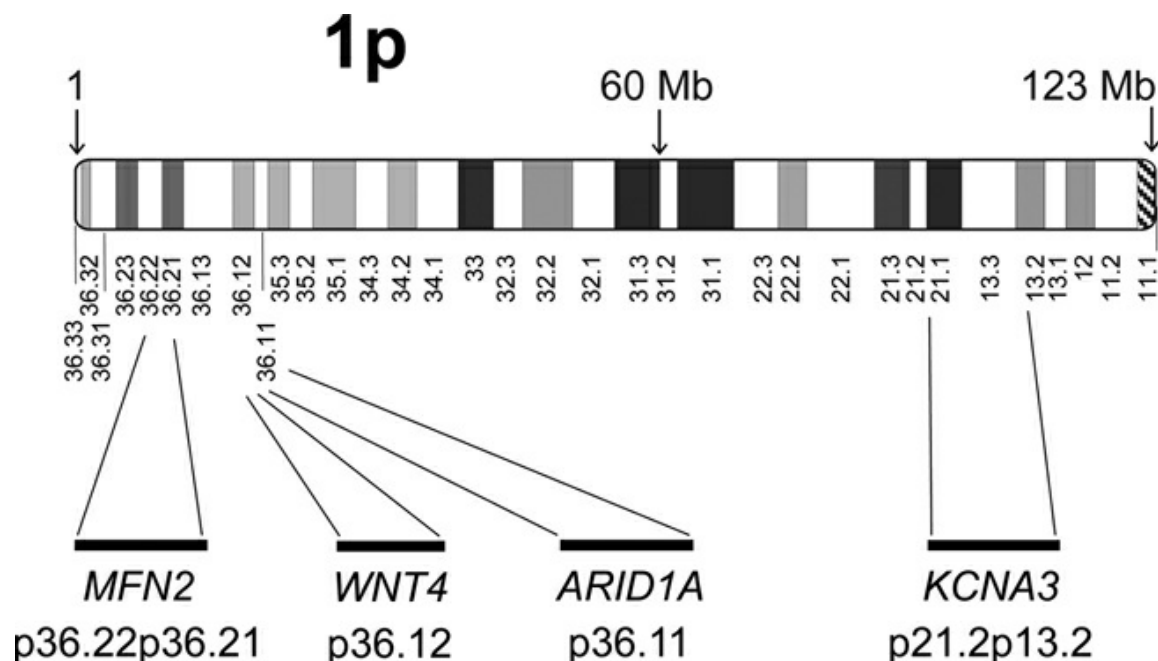 1p
1 60 Mb 123 Mb
36.33 36.32 36.31 36.23 36.22 36.21 36.13 36.12 36.11 35.3 35.2 35.1 34.3 34.2 34.1 33 32.3 32.2 32.1 31.3 31.2 31.1 22.3 22.2 22.1 21.3 21.2 21.1 13.3 13.2 13.1 12 11.2 11.1
MFN2 WNT4 ARID1A KCNA3
p36.22p36.21 p36.12 p36.11 p21.2p13.2